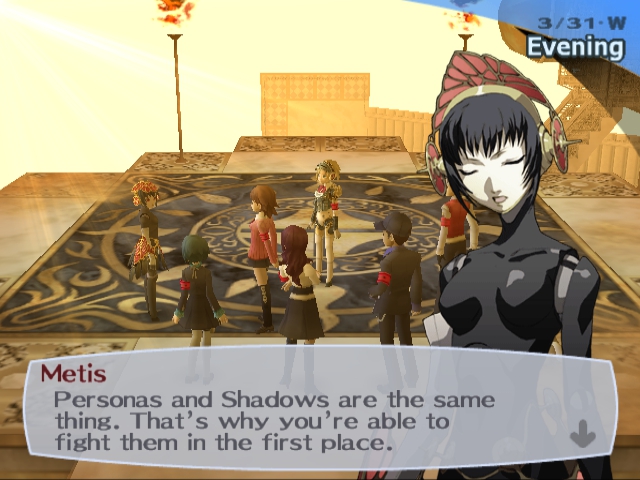 3/31·W
Evening
Metis
Personas and Shadows are the same
thing. That's why you're able to
fight them in the first place.